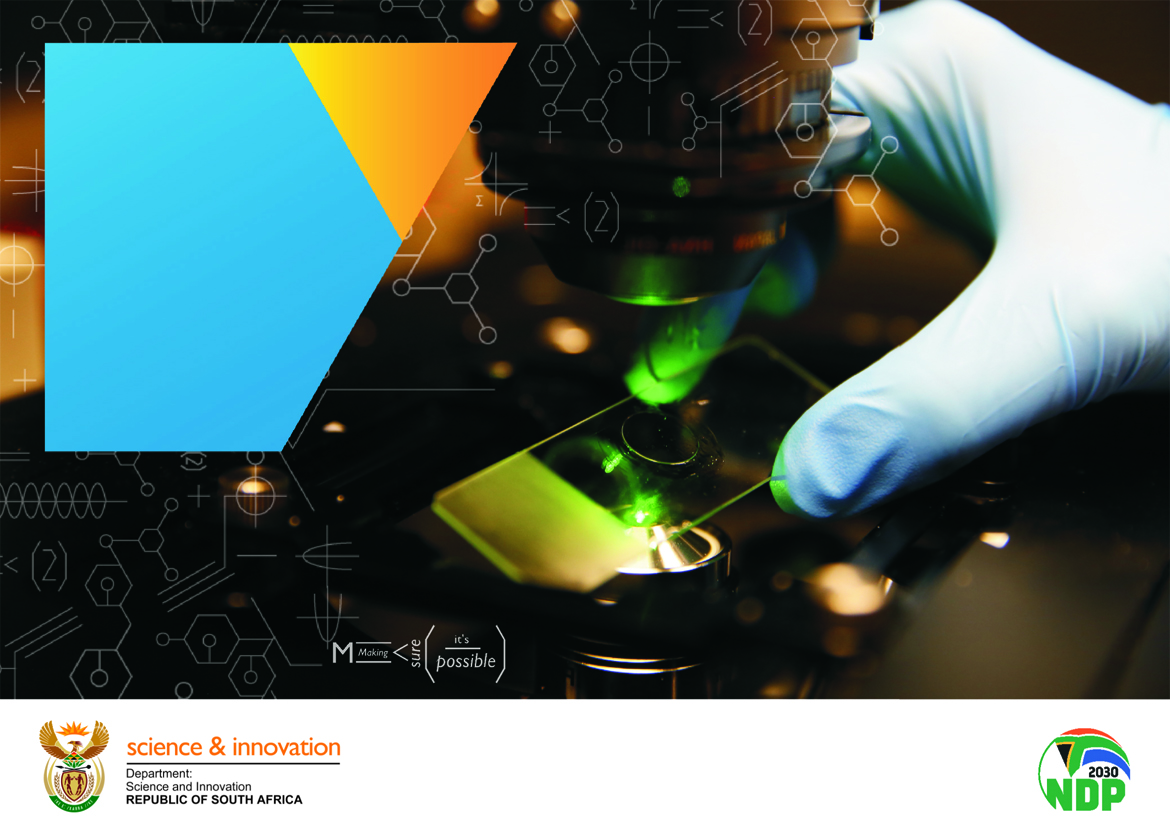 M Making sure (it's possible)
science & innovation
Department:
Science and Innovation
REPUBLIC OF SOUTH AFRICA
2030
NDP